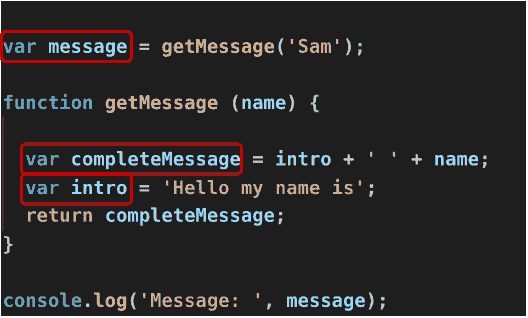 var message = getMessage('Sam');
function getMessage (name) {
var completeMessage = intro + ' ' + name;
var intro = 'Hello my name is';
return completeMessage;
}
console.log('Message: ', message);